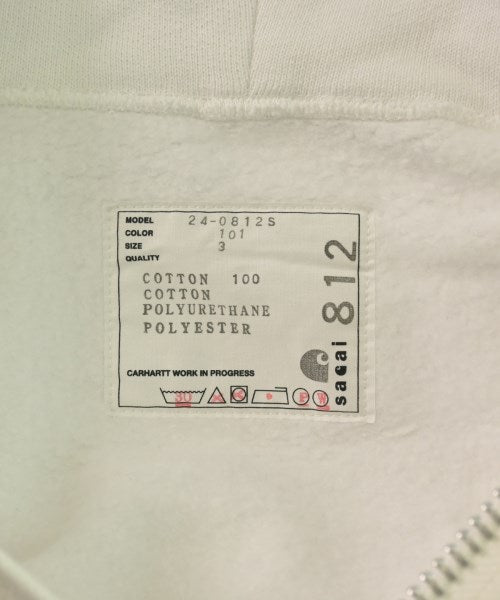 MODEL 24-0812S
COLOR 101
SIZE 3
QUALITY
COTTON 100
COTTON
POLYURETHANE
POLYESTER
CARHARTT WORK IN PROGRESS
30 P W
sacai 812